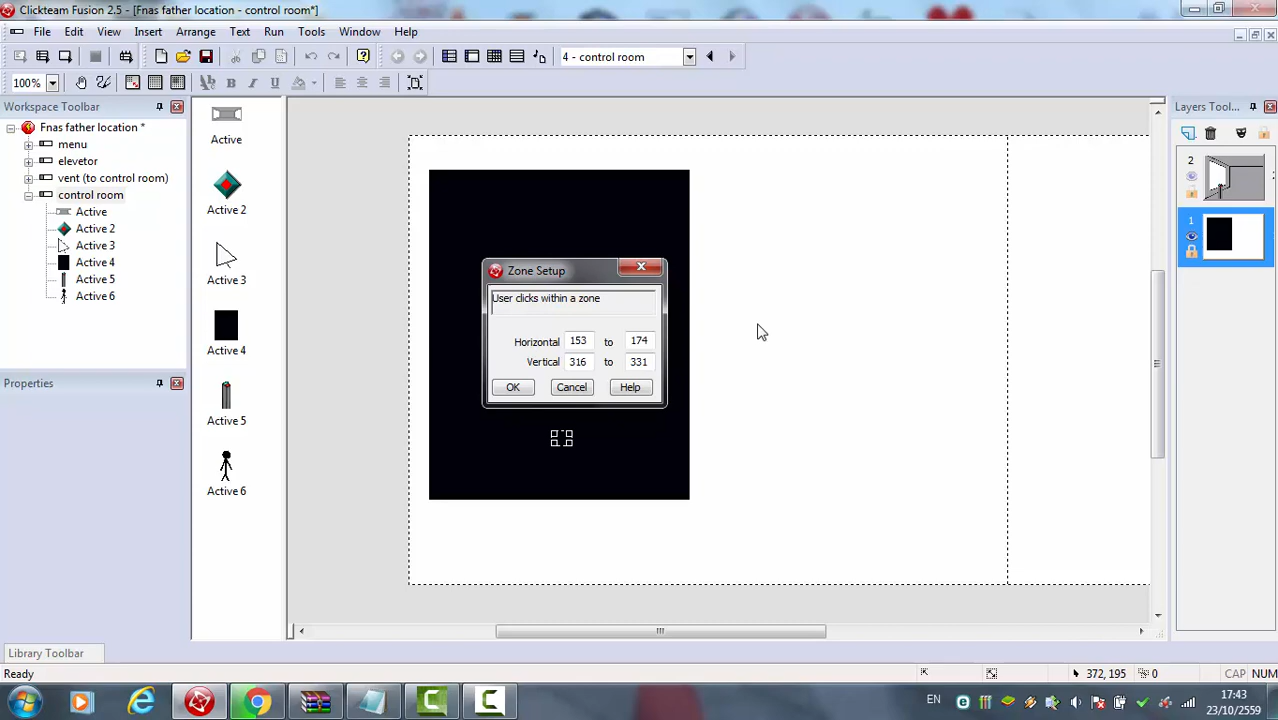 Clickteam Fusion 2.5 - [Fnas father location - control room*]
File Edit View Insert Arrange Text Run Tools Window Help
4 - control room
100%
B I U
Workspace Toolbar
Fnas father location *
menu
elevetor
vent (to control room)
control room
Active
Active 2
Active 3
Active 4
Active 5
Active 6
Properties
Library Toolbar
Active
Active 2
Active 3
Active 4
Active 5
Active 6
Zone Setup
User clicks within a zone
Horizontal 153 to 174
Vertical 316 to 331
OK Cancel Help
Layers Tool...
2
1
Ready
372, 195
0
CAP NUM
EN
17:43
23/10/2559